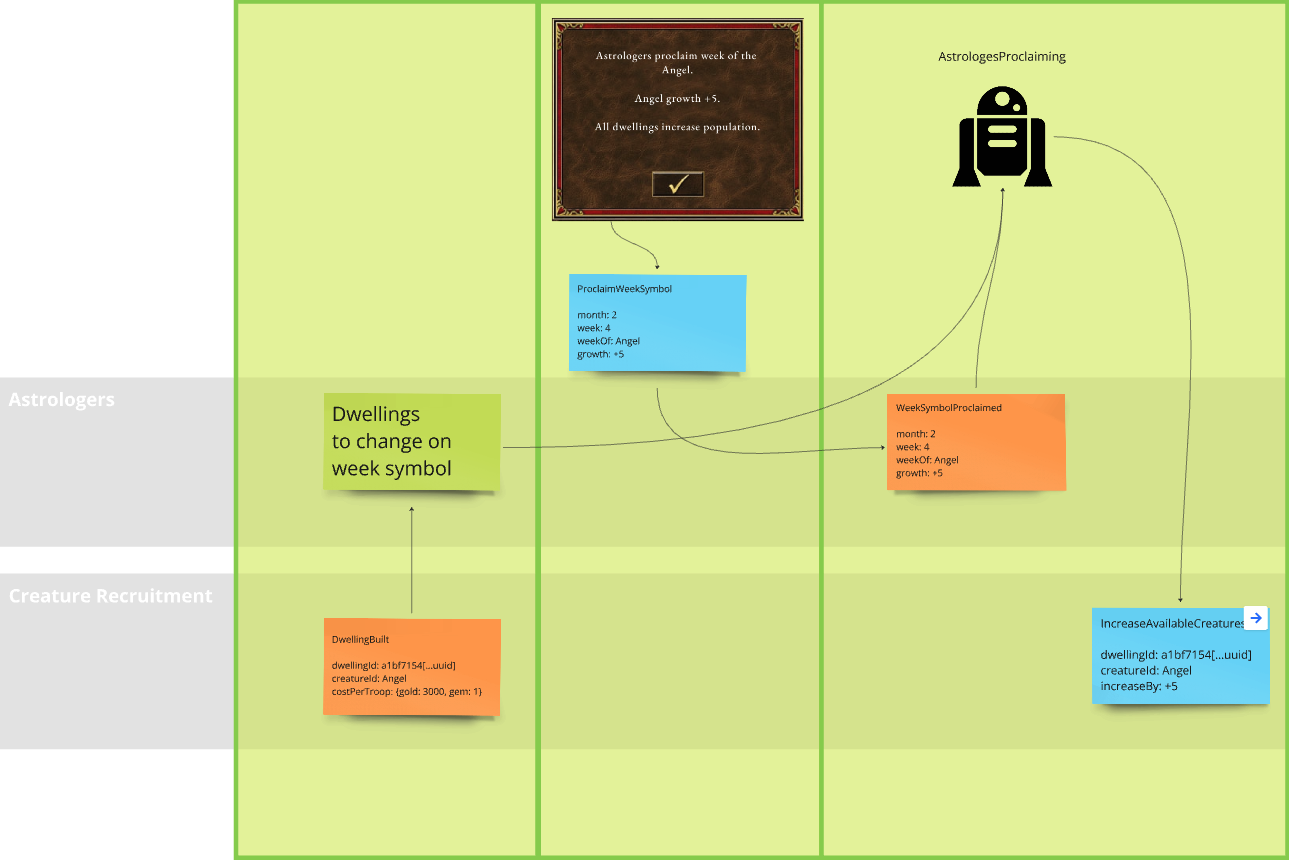 Astrologers proclaim week of the
Angel.
Angel growth +5.
All dwellings increase population.
AstrologesProclaiming
ProclaimWeekSymbol
month: 2
week: 4
weekOf: Angel
growth: +5
Astrologers
Dwellings
to change on
week symbol
WeekSymbolProclaimed
month: 2
week: 4
weekOf: Angel
growth: +5
Creature Recruitment
DwellingBuilt
dwellingId: a1bf7154[...uuid]
creatureId: Angel
costPerTroop: {gold: 3000, gem: 1}
IncreaseAvailableCreatures
dwellingId: a1bf7154[...uuid]
creatureId: Angel
increaseBy: +5